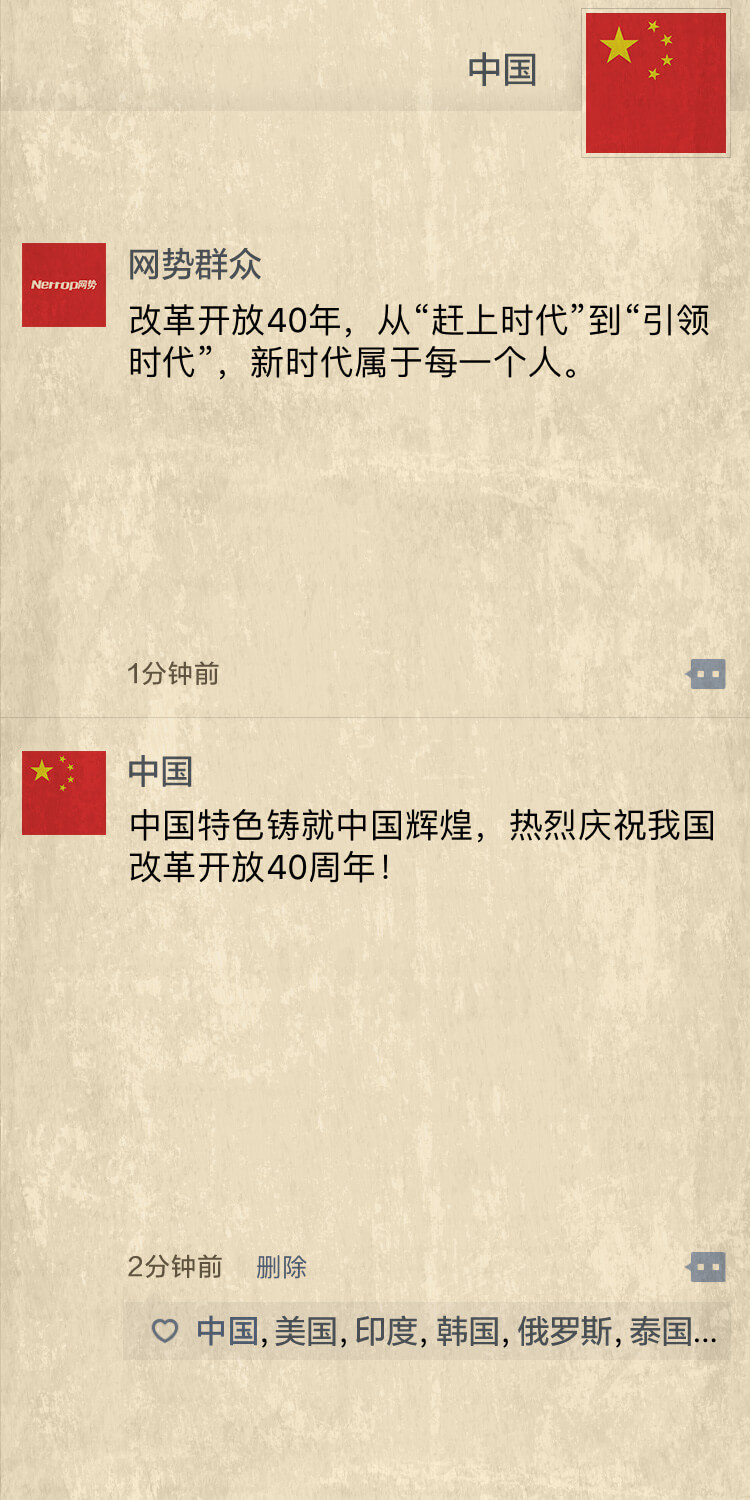 中国
网势群众
Nettop网势
改革开放40年，从“赶上时代”到“引领
时代”，新时代属于每一个人。
1分钟前
中国
中国特色铸就中国辉煌，热烈庆祝我国
改革开放40周年！
2分钟前 删除
中国,美国,印度,韩国,俄罗斯,泰国...